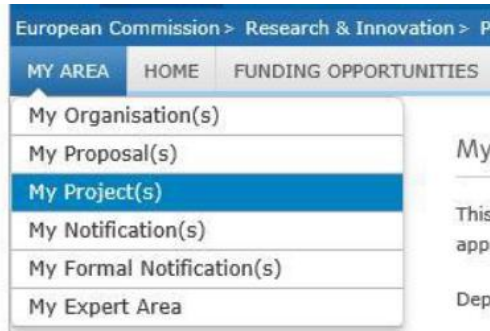 European Commission > Research & Innovation > P
MY AREA HOME FUNDING OPPORTUNITIES
My Organisation(s)
My Proposal(s)
My
My Project(s)
This
My Notification(s)
app
My Formal Notification(s)
My Expert Area
Dep